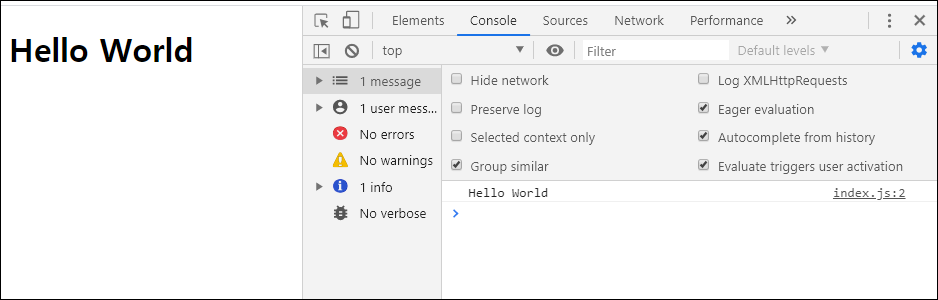 Hello World
Elements Console Sources Network Performance »
top Filter Default levels
1 message
1 user mess...
No errors
No warnings
1 info
No verbose
Hide network Log XMLHttpRequests
Preserve log Eager evaluation
Selected context only Autocomplete from history
Group similar Evaluate triggers user activation
Hello World index.js:2